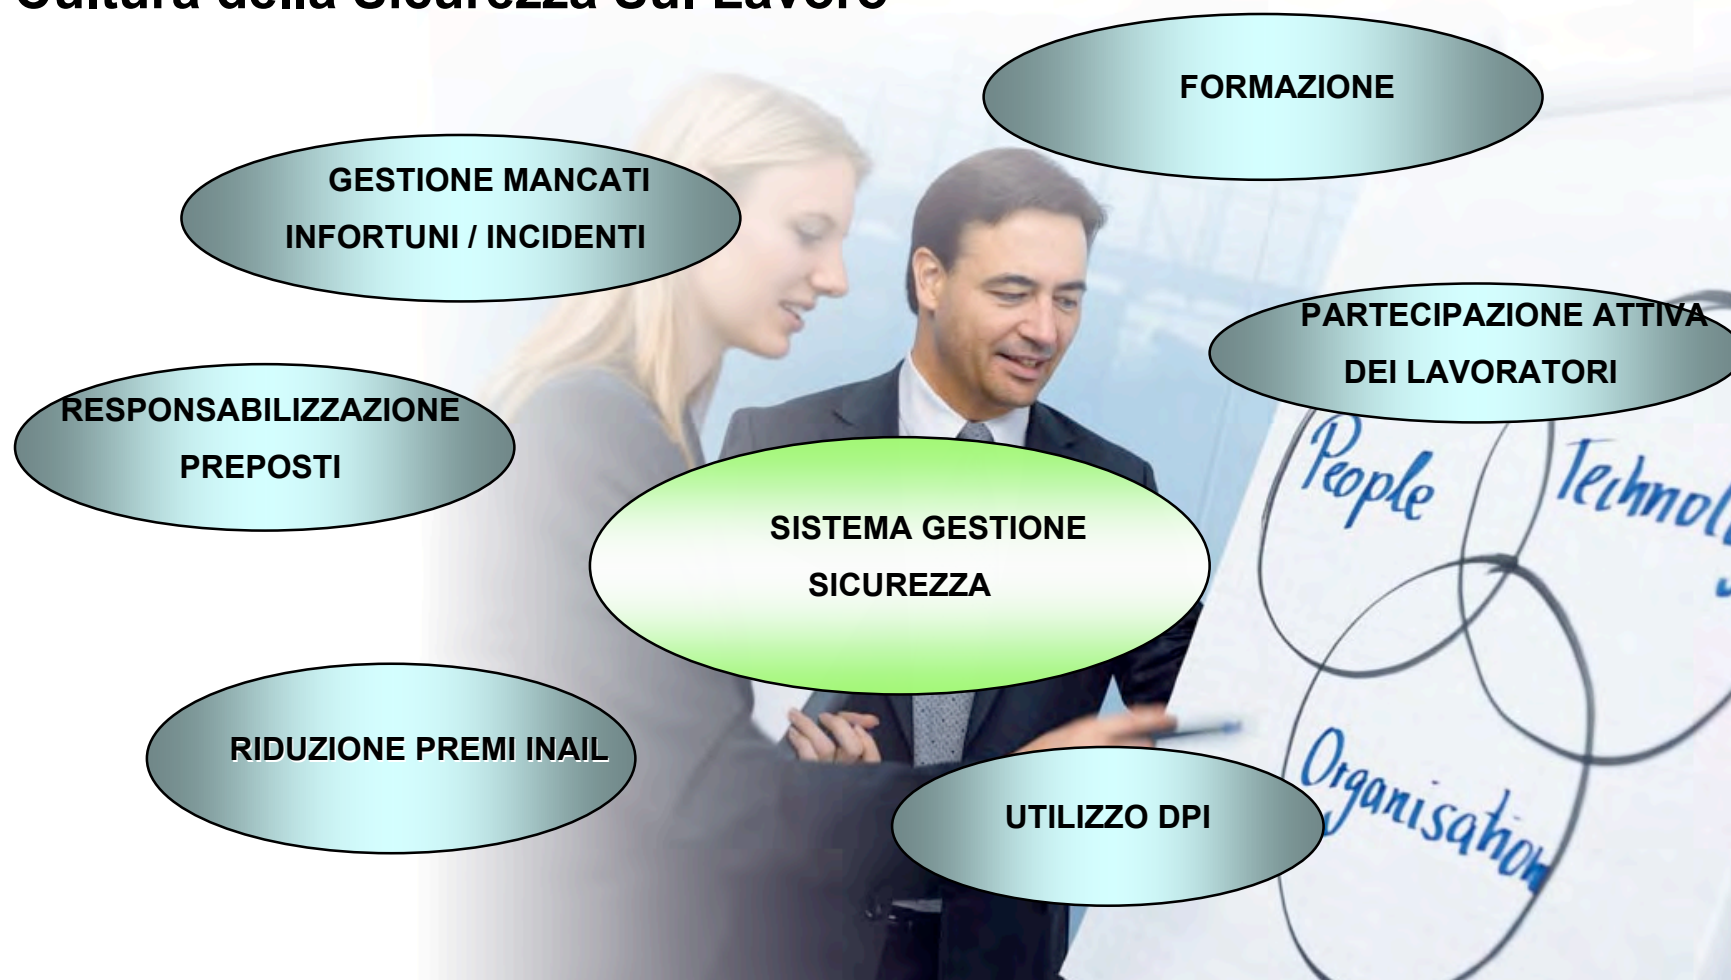 Cultura della Sicurezza Sul Lavoro
FORMAZIONE
GESTIONE MANCATI
INFORTUNI / INCIDENTI
PARTECIPAZIONE ATTIVA
DEI LAVORATORI
RESPONSABILIZZAZIONE
PREPOSTI
People
SISTEMA GESTIONE
SICUREZZA
RIDUZIONE PREMI INAIL
UTILIZZO DPI
Organisation